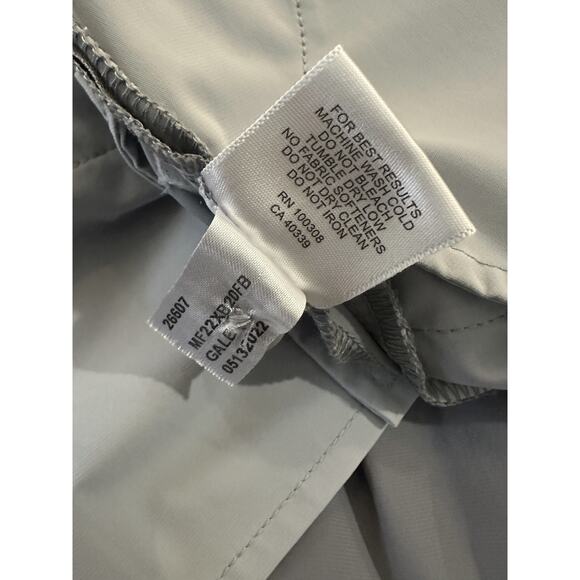 FOR BEST RESULTS
MACHINE WASH COLD
DO NOT BLEACH
TUMBLE DRY LOW
NO FABRIC SOFTENERS
DO NOT DRY CLEAN
DO NOT IRON
RN 100308
CA 40339
26607
MF22XB20FB
05132022